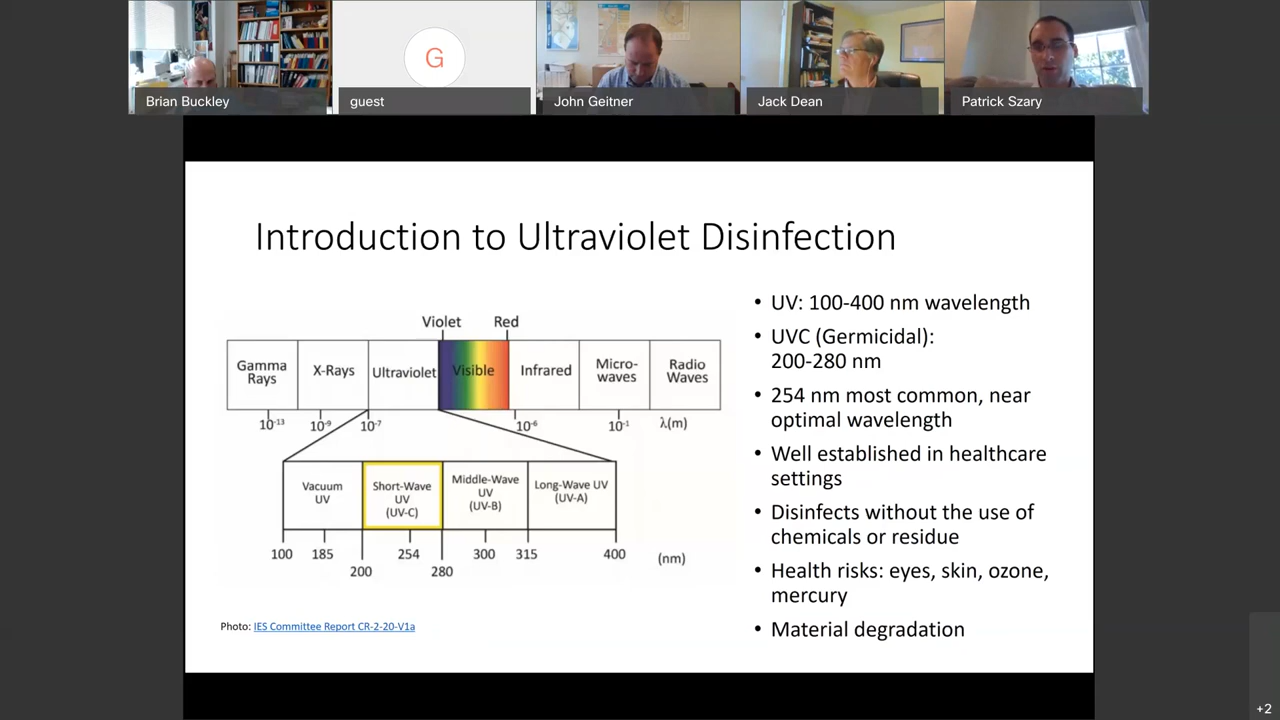 Brian Buckley
G
guest
John Geitner
Jack Dean
Patrick Szary
Introduction to Ultraviolet Disinfection
Violet Red
Gamma Rays X-Rays Ultraviolet Visible Infrared Micro-waves Radio Waves
10-13 10-9 10-7 10-6 10-1 λ(m)
Vacuum UV
Short-Wave UV (UV-C)
Middle-Wave UV (UV-B)
Long-Wave UV (UV-A)
100 185 200 254 280 300 315 400 (nm)
Photo: IES Committee Report CR-2-20-V1a
• UV: 100-400 nm wavelength
• UVC (Germicidal):
200-280 nm
• 254 nm most common, near
optimal wavelength
• Well established in healthcare
settings
• Disinfects without the use of
chemicals or residue
• Health risks: eyes, skin, ozone,
mercury
• Material degradation
+2